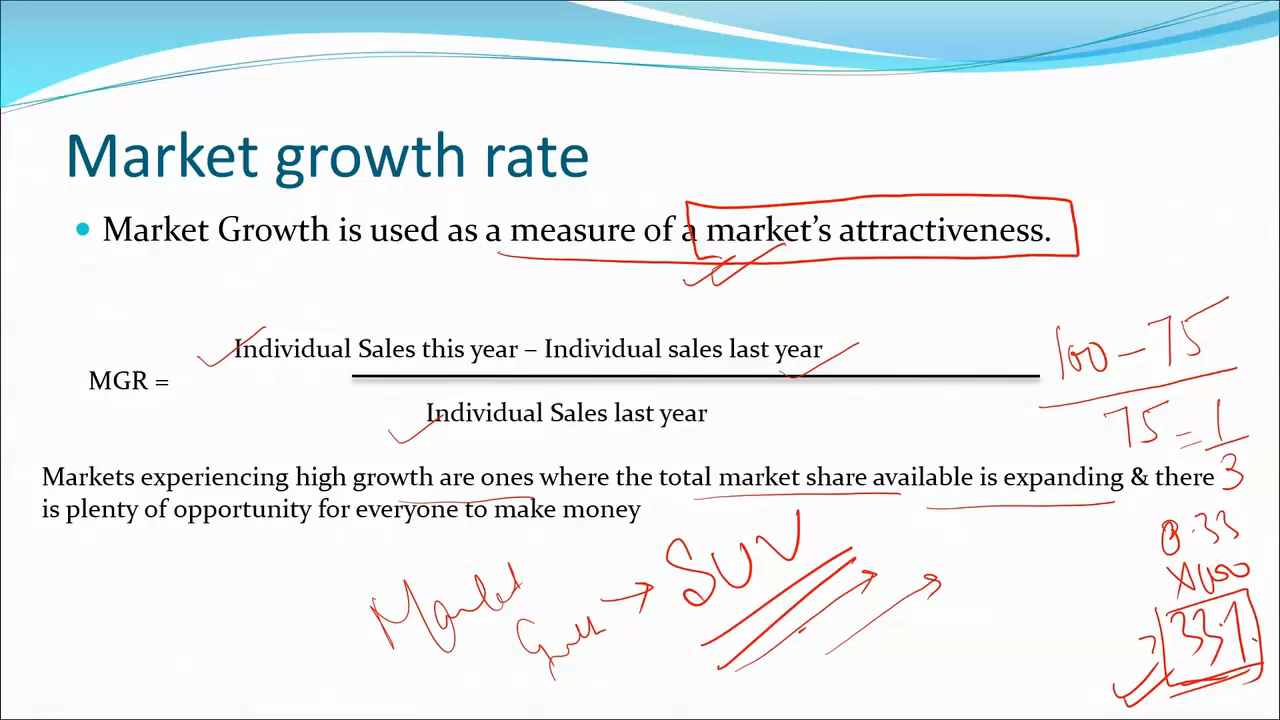 Market growth rate
• Market Growth is used as a measure of a market's attractiveness.
Individual Sales this year – Individual sales last year
MGR =
Individual Sales last year
100 - 75
75 = 1
3
Markets experiencing high growth are ones where the total market share available is expanding & there
is plenty of opportunity for everyone to make money
0.33
X100
33%
Market → SUV